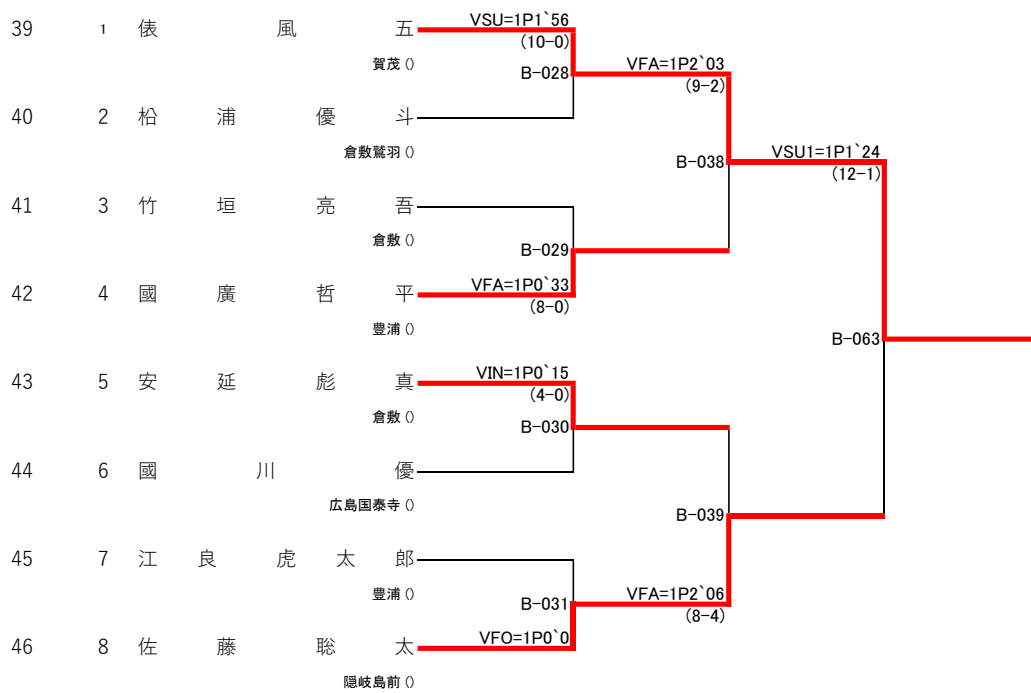 39 1 俵 風 五 VSU=1P1`56
(10-0)
賀茂 ()
B-028 VFA=1P2`03
(9-2)
40 2 松 浦 優 斗
倉敷鷲羽 ()
B-038 VSU1=1P1`24
(12-1)
41 3 竹 垣 亮 吾
倉敷 ()
B-029
42 4 國 廣 哲 平 VFA=1P0`33
(8-0)
豊浦 ()
B-063
43 5 安 延 彪 真 VIN=1P0`15
(4-0)
倉敷 ()
B-030
44 6 國 川 優
広島国泰寺 ()
B-039
45 7 江 良 虎 太 郎
豊浦 ()
B-031 VFA=1P2`06
(8-4)
46 8 佐 藤 聡 太 VFO=1P0`0
隠岐島前 ()